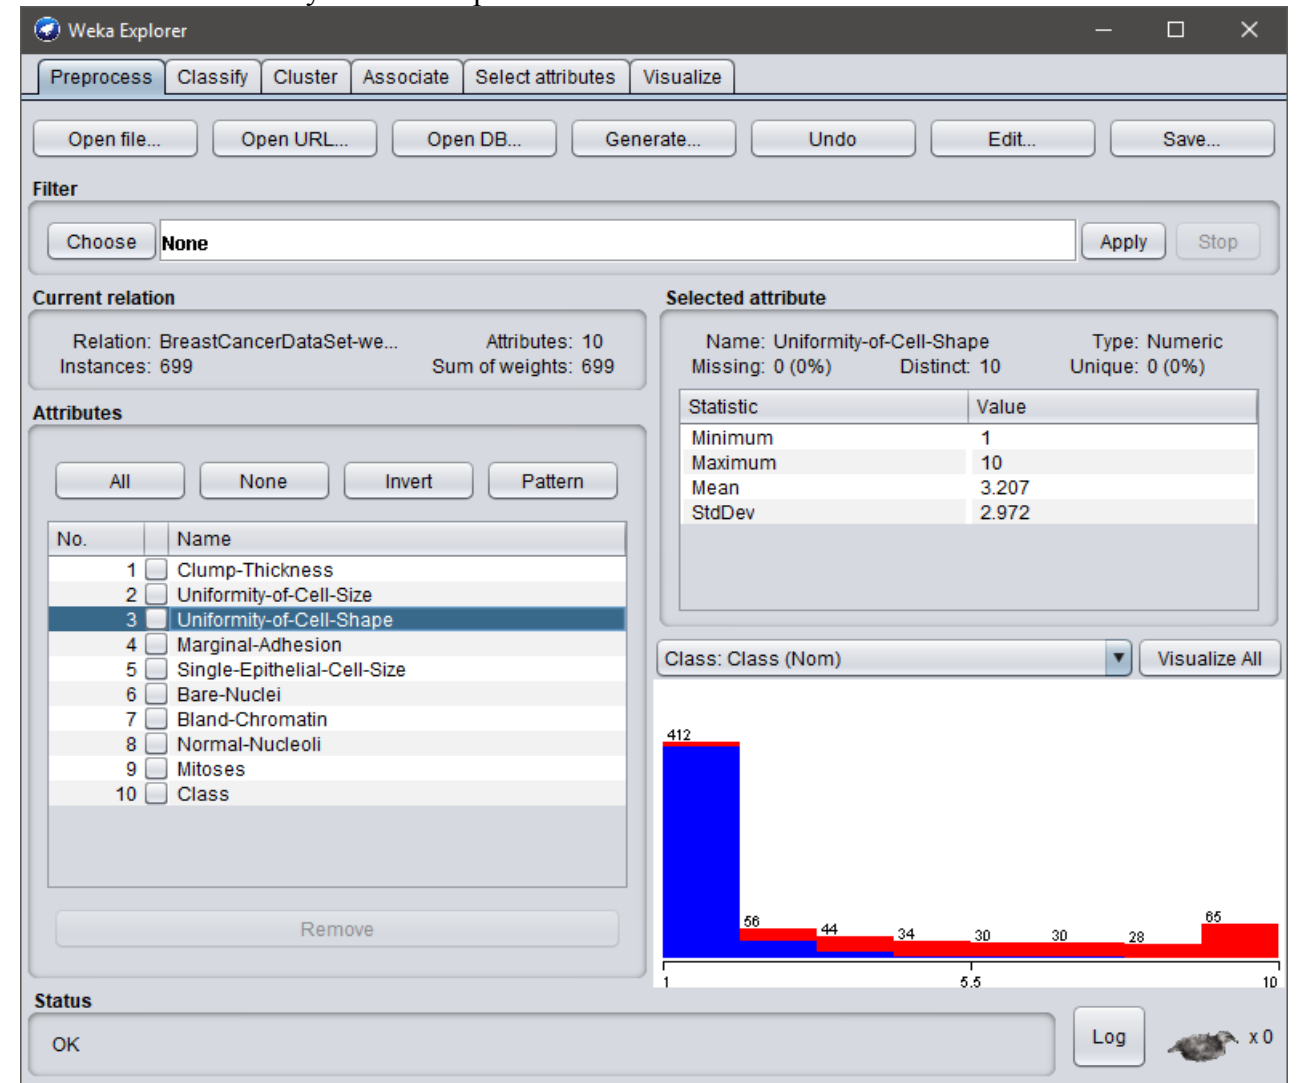 Weka Explorer
Preprocess Classify Cluster Associate Select attributes Visualize
Open file... Open URL... Open DB... Generate... Undo Edit... Save...
Filter
Choose None Apply Stop
Current relation
Relation: BreastCancerDataSet-we... Attributes: 10
Instances: 699 Sum of weights: 699
Attributes
All None Invert Pattern
No. Name
1 Clump-Thickness
2 Uniformity-of-Cell-Size
3 Uniformity-of-Cell-Shape
4 Marginal-Adhesion
5 Single-Epithelial-Cell-Size
6 Bare-Nuclei
7 Bland-Chromatin
8 Normal-Nucleoli
9 Mitoses
10 Class
Remove
Selected attribute
Name: Uniformity-of-Cell-Shape Type: Numeric
Missing: 0 (0%) Distinct: 10 Unique: 0 (0%)
Statistic Value
Minimum 1
Maximum 10
Mean 3.207
StdDev 2.972
Class: Class (Nom) Visualize All
412
56 44 34 30 30 28 65
1 5.5 10
Status
OK Log x 0